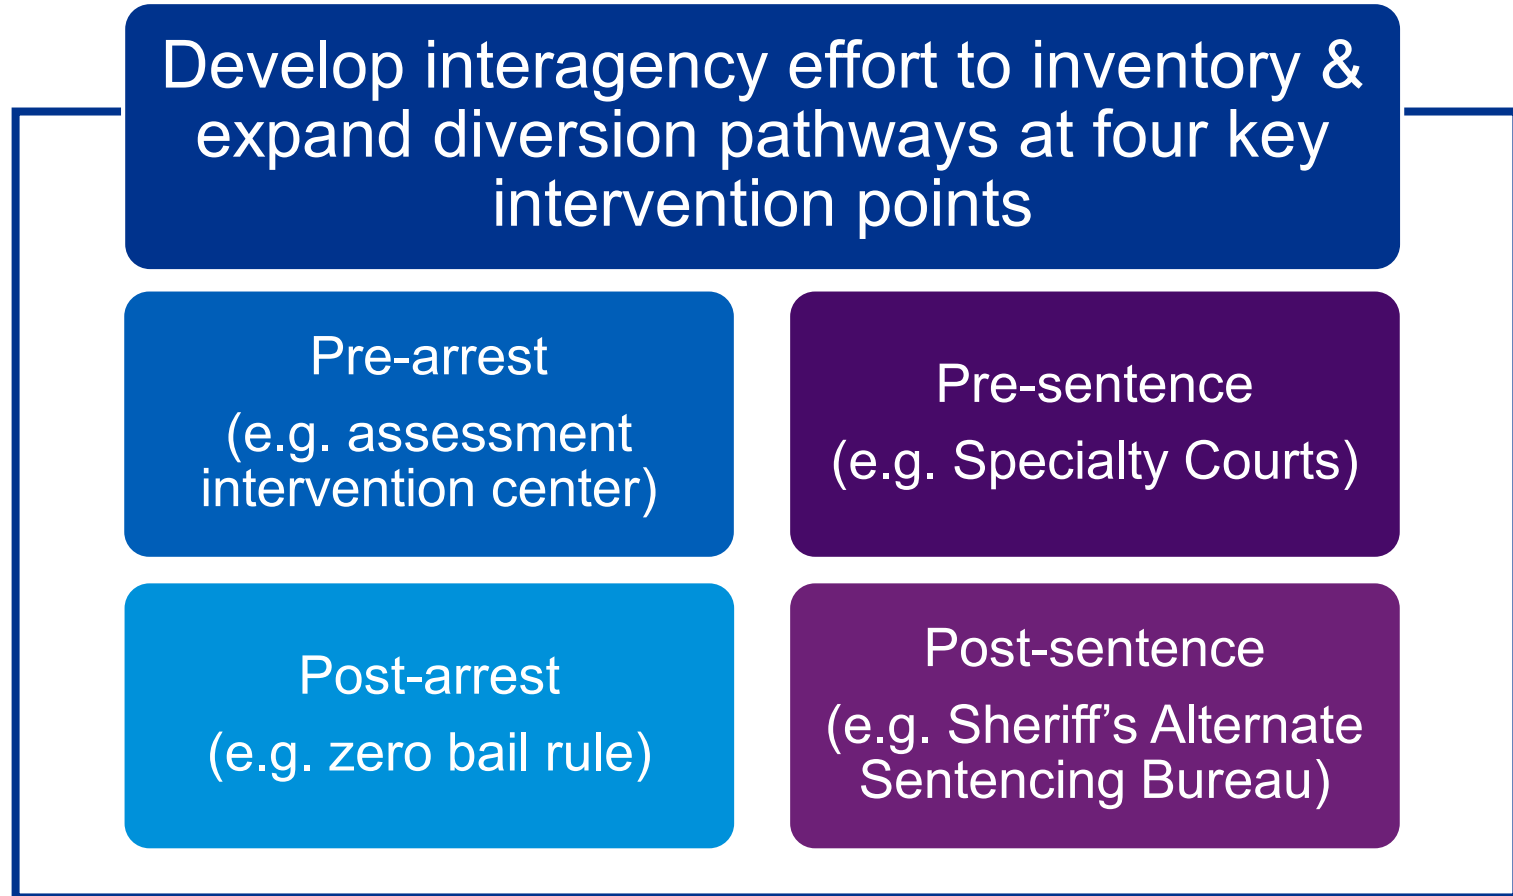 Develop interagency effort to inventory &
expand diversion pathways at four key
intervention points
Pre-arrest
(e.g. assessment
intervention center)
Pre-sentence
(e.g. Specialty Courts)
Post-arrest
(e.g. zero bail rule)
Post-sentence
(e.g. Sheriff’s Alternate
Sentencing Bureau)